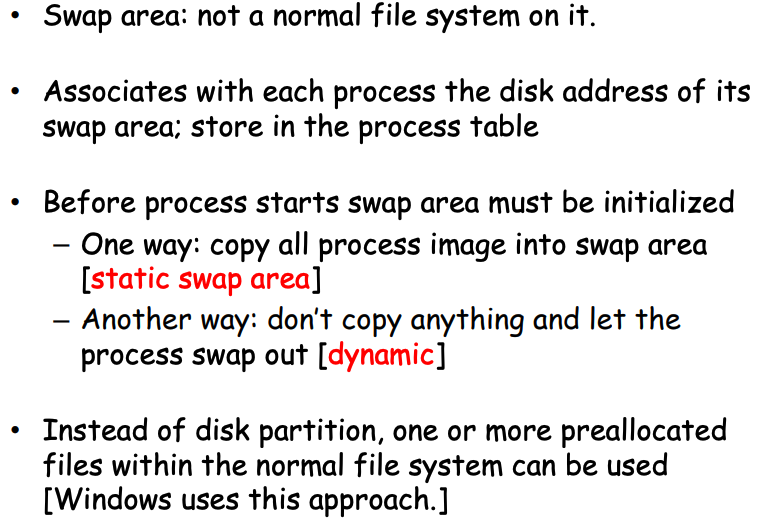 • Swap area: not a normal file system on it.
• Associates with each process the disk address of its
swap area; store in the process table
• Before process starts swap area must be initialized
– One way: copy all process image into swap area
[static swap area]
– Another way: don't copy anything and let the
process swap out [dynamic]
• Instead of disk partition, one or more preallocated
files within the normal file system can be used
[Windows uses this approach.]